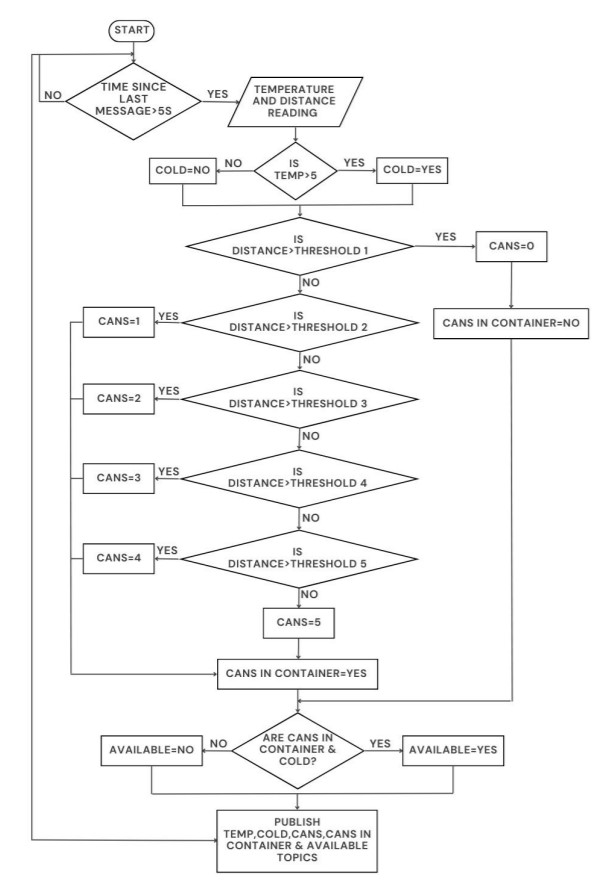 START
TIME SINCE
LAST
MESSAGE>5S
NO
YES
TEMPERATURE
AND DISTANCE
READING
IS
TEMP>5
NO
YES
COLD=NO
COLD=YES
IS
DISTANCE>THRESHOLD 1
YES
CANS=0
NO
CANS IN CONTAINER=NO
IS
DISTANCE>THRESHOLD 2
YES
CANS=1
NO
IS
DISTANCE>THRESHOLD 3
YES
CANS=2
NO
IS
DISTANCE>THRESHOLD 4
YES
CANS=3
NO
IS
DISTANCE>THRESHOLD 5
YES
CANS=4
NO
CANS=5
CANS IN CONTAINER=YES
ARE CANS IN
CONTAINER &
COLD?
NO
YES
AVAILABLE=NO
AVAILABLE=YES
PUBLISH
TEMP,COLD,CANS,CANS IN
CONTAINER & AVAILABLE
TOPICS